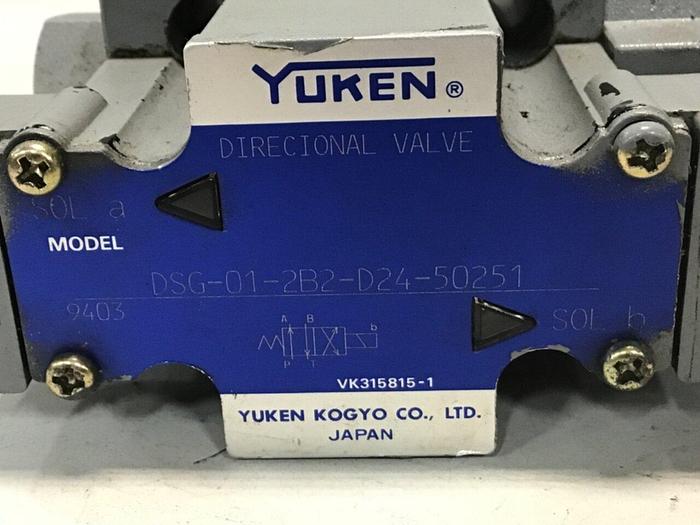 YUKEN ®
DIRECIONAL VALVE
SOL a
MODEL
DSG-01-2B2-D24-50251
9403
A B
b
P T
SOL b
VK315815-1
YUKEN KOGYO CO., LTD.
JAPAN